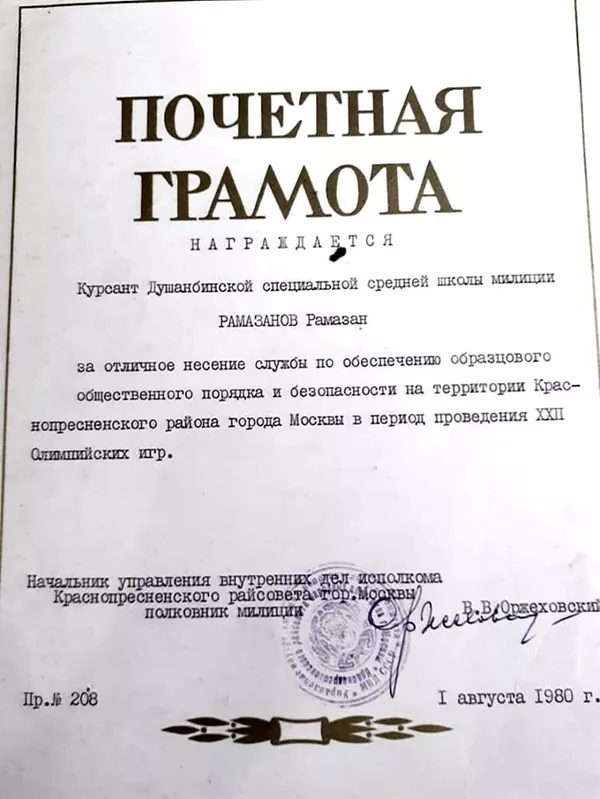 ПОЧЕТНАЯ
ГРАМОТА
НАГРАЖДАЕТСЯ
Курсант Душанбинской специальной средней школы милиции
РАМАЗАНОВ Рамазан
за отличное несение службы по обеспечению образцового
общественного порядка и безопасности на территории Крас-
нопресненского района города Москвы в период проведения XXII
Олимпийских игр.
Начальник управления внутренних дел исполкома
Краснопресненского райсовета гор.Москвы
полковник милиции В.В.Оржеховский
Пр.№ 208 I августа 1980 г.